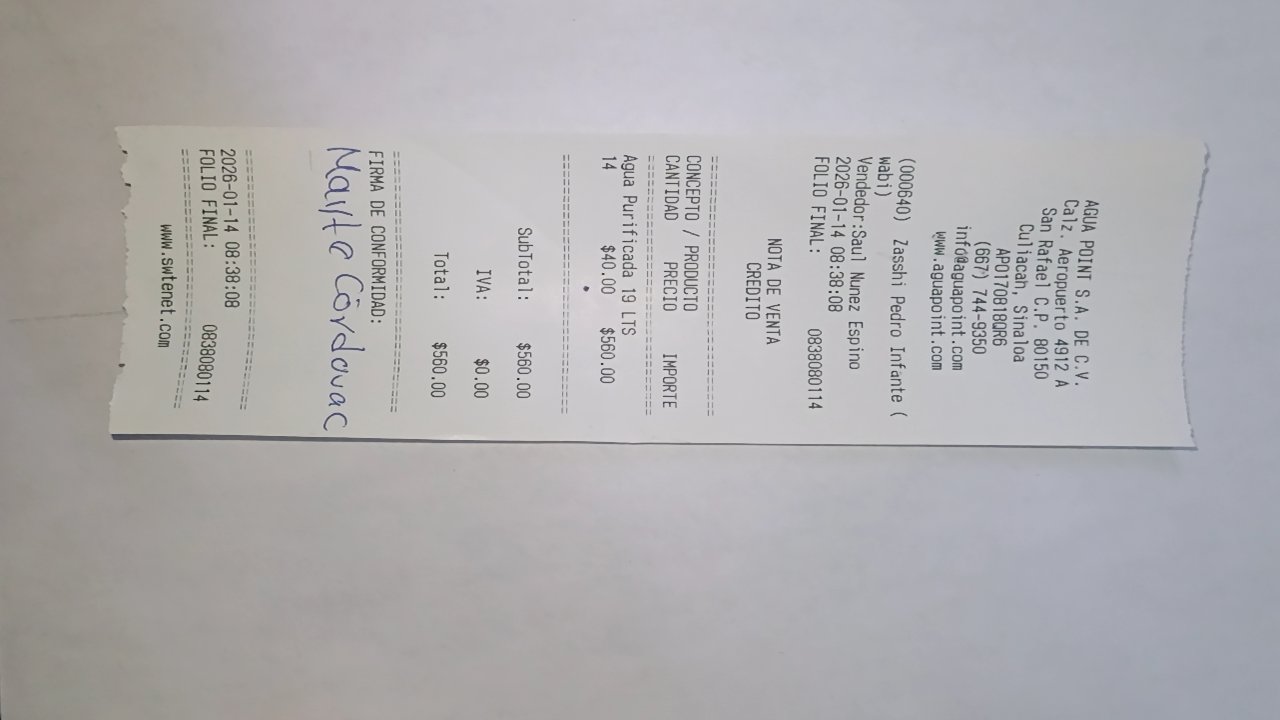 AGUA POINT S.A. DE C.V.
Calz. Aeropuerto 4912 A
San Rafael C.P. 80150
Culiacan, Sinaloa
APO170818QR6
(667) 744-9350
info@aguapoint.com
www.aguapoint.com
(000640) Zasshi Pedro Infante (
wabi)
Vendedor:Saul Nunez Espino
2026-01-14 08:38:08
FOLIO FINAL: 0838080114
NOTA DE VENTA
CREDITO
===============================
CONCEPTO / PRODUCTO
CANTIDAD PRECIO IMPORTE
===============================
Agua Purificada 19 LTS
14 $40.00 $560.00
===============================
SubTotal: $560.00
IVA: $0.00
Total: $560.00
===============================
FIRMA DE CONFORMIDAD:
Mayte Córdova C
===============================
2026-01-14 08:38:08
FOLIO FINAL: 0838080114
===============================
www.swtenet.com